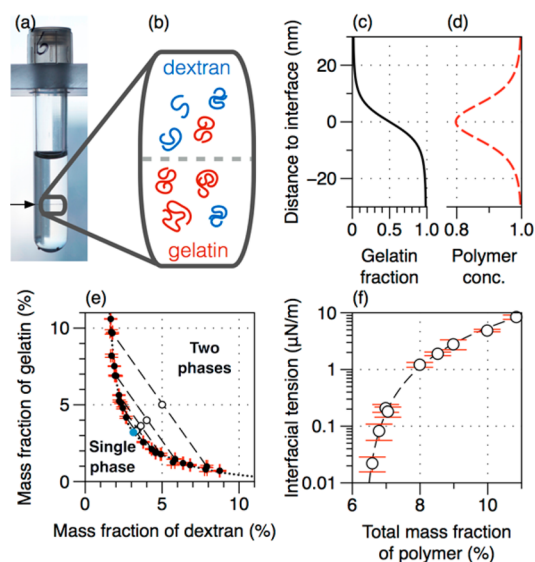 (a)
(b)
(c)
(d)
dextran
gelatin
Distance to interface (nm)
20
0
−20
0
1.0
0.8
1.0
Gelatin
fraction
Polymer
conc.
(e)
Mass fraction of gelatin (%)
10
5
0
Two
phases
Single
phase
0
5
10
Mass fraction of dextran (%)
(f)
Interfacial tension (μN/m)
10
1
0.1
0.01
6
8
10
Total mass fraction
of polymer (%)